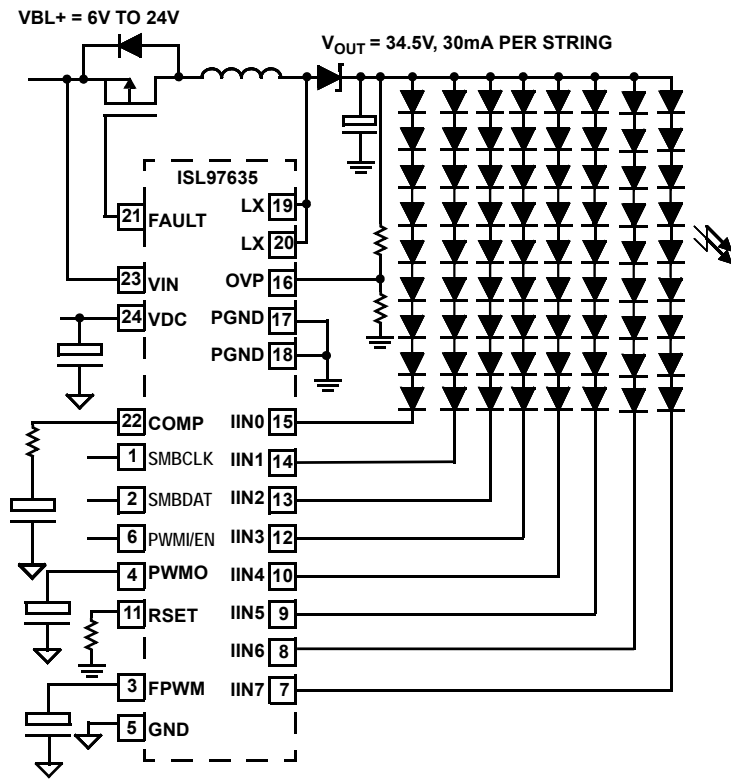 VBL+ = 6V TO 24V
VOUT = 34.5V, 30mA PER STRING
ISL97635
21 FAULT
LX 19
LX 20
23 VIN
OVP 16
24 VDC
PGND 17
PGND 18
22 COMP
IIN0 15
1 SMBCLK
IIN1 14
2 SMBDAT
IIN2 13
6 PWMI/EN
IIN3 12
4 PWMO
IIN4 10
11 RSET
IIN5 9
IIN6 8
3 FPWM
IIN7 7
5 GND